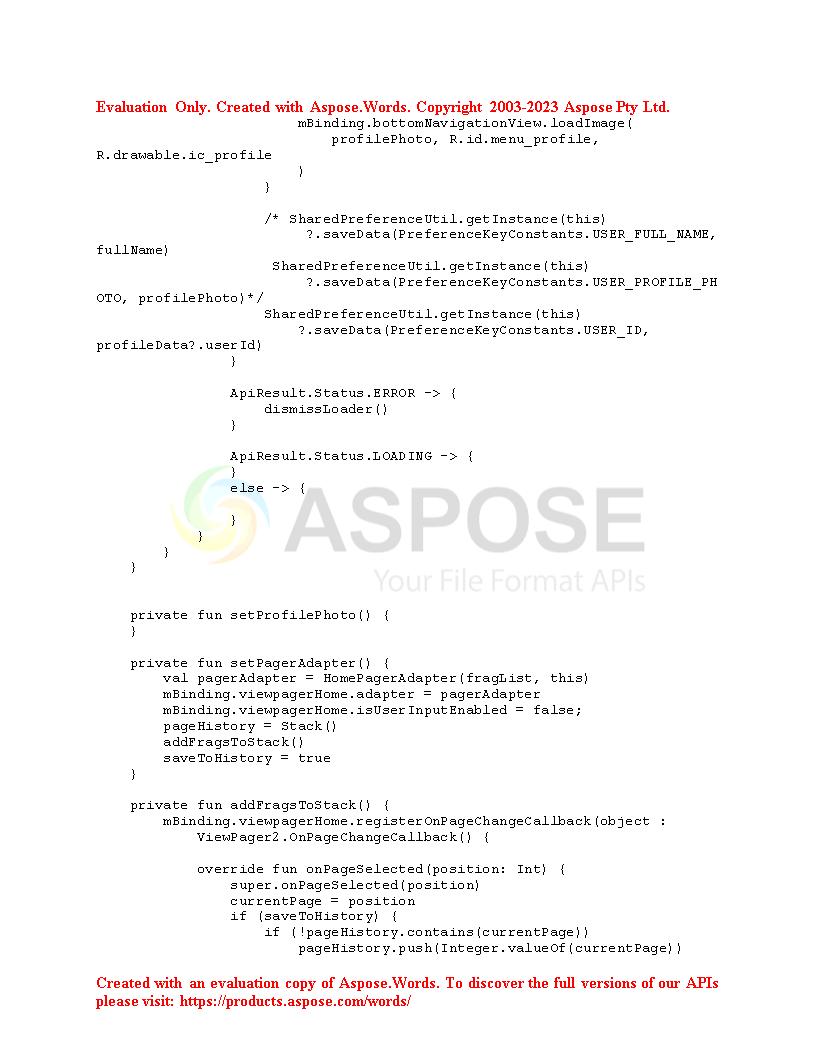 Evaluation Only. Created with Aspose.Words. Copyright 2003-2023 Aspose Pty Ltd.
                        mBinding.bottomNavigationView.loadImage(
                            profilePhoto, R.id.menu_profile,
R.drawable.ic_profile
                        )
                    }

                    /* SharedPreferenceUtil.getInstance(this)
                         ?.saveData(PreferenceKeyConstants.USER_FULL_NAME,
fullName)
                     SharedPreferenceUtil.getInstance(this)
                         ?.saveData(PreferenceKeyConstants.USER_PROFILE_PH
OTO, profilePhoto)*/
                    SharedPreferenceUtil.getInstance(this)
                        ?.saveData(PreferenceKeyConstants.USER_ID,
profileData?.userId)
                }

                ApiResult.Status.ERROR -> {
                    dismissLoader()
                }

                ApiResult.Status.LOADING -> {
                }
                else -> {

                }
            }
        }
    }
ASPOSE
Your File Format APIs

    private fun setProfilePhoto() {
    }

    private fun setPagerAdapter() {
        val pagerAdapter = HomePagerAdapter(fragList, this)
        mBinding.viewpagerHome.adapter = pagerAdapter
        mBinding.viewpagerHome.isUserInputEnabled = false;
        pageHistory = Stack()
        addFragsToStack()
        saveToHistory = true
    }

    private fun addFragsToStack() {
        mBinding.viewpagerHome.registerOnPageChangeCallback(object :
            ViewPager2.OnPageChangeCallback() {

            override fun onPageSelected(position: Int) {
                super.onPageSelected(position)
                currentPage = position
                if (saveToHistory) {
                    if (!pageHistory.contains(currentPage))
                        pageHistory.push(Integer.valueOf(currentPage))

Created with an evaluation copy of Aspose.Words. To discover the full versions of our APIs
please visit: https://products.aspose.com/words/